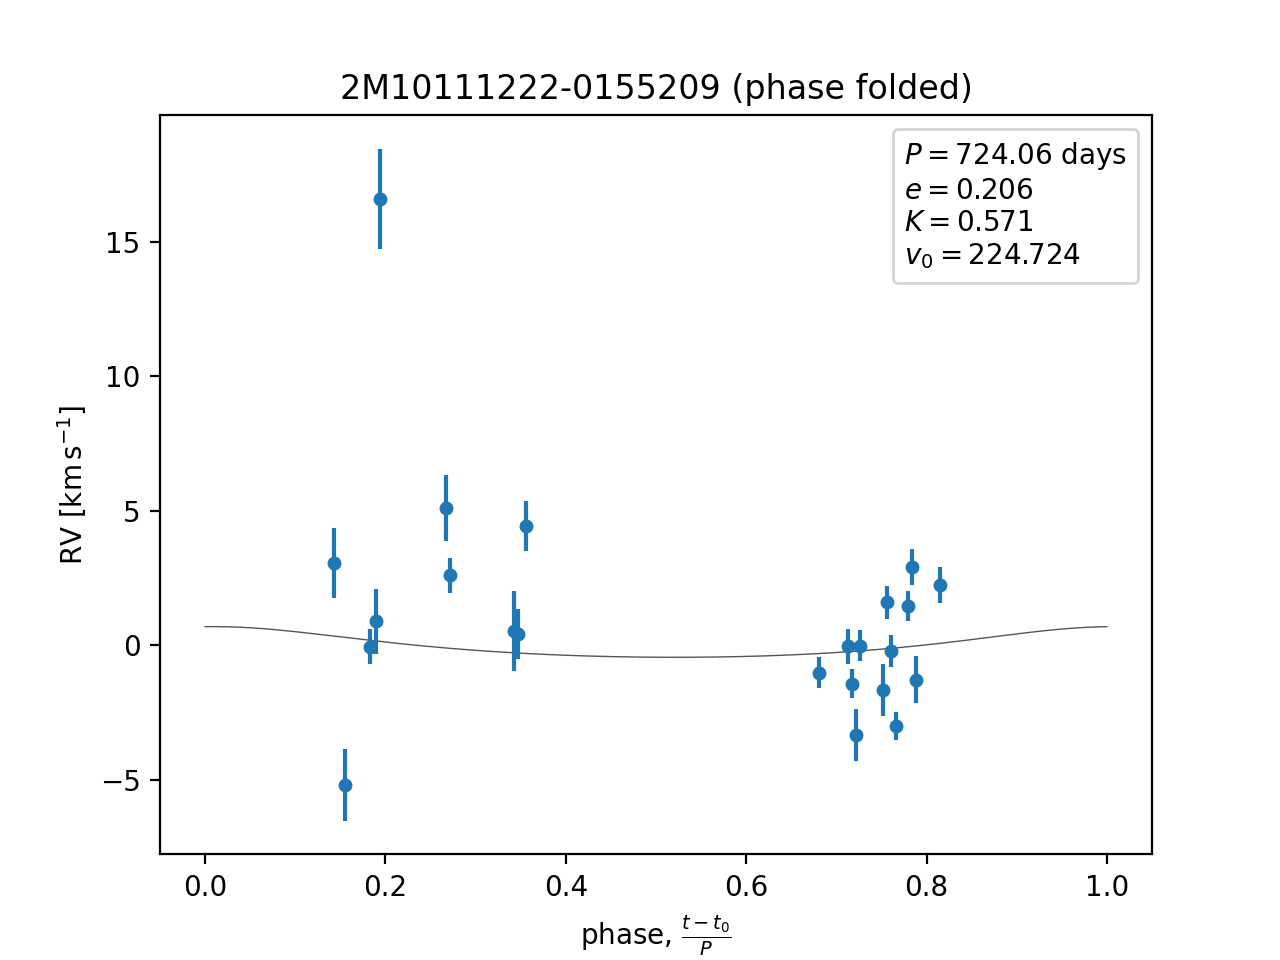 2M10111222-0155209 (phase folded)
P = 724.06 days
e = 0.206
K = 0.571
v₀ = 224.724
RV [km s⁻¹]
15
10
5
0
−5
0.0 0.2 0.4 0.6 0.8 1.0
phase, (t − t₀)/P